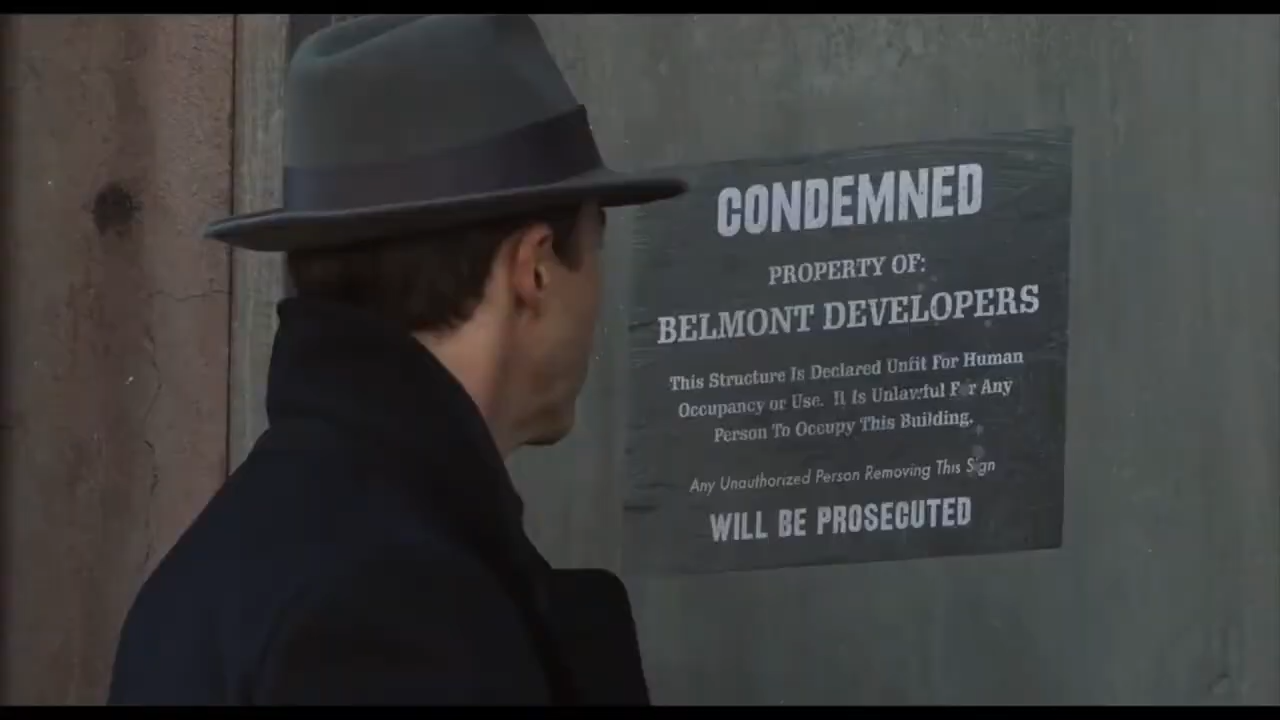 CONDEMNED
PROPERTY OF:
BELMONT DEVELOPERS
This Structure Is Declared Unfit For Human
Occupancy or Use. It Is Unlawful For Any
Person To Occupy This Building.
Any Unauthorized Person Removing This Sign
WILL BE PROSECUTED